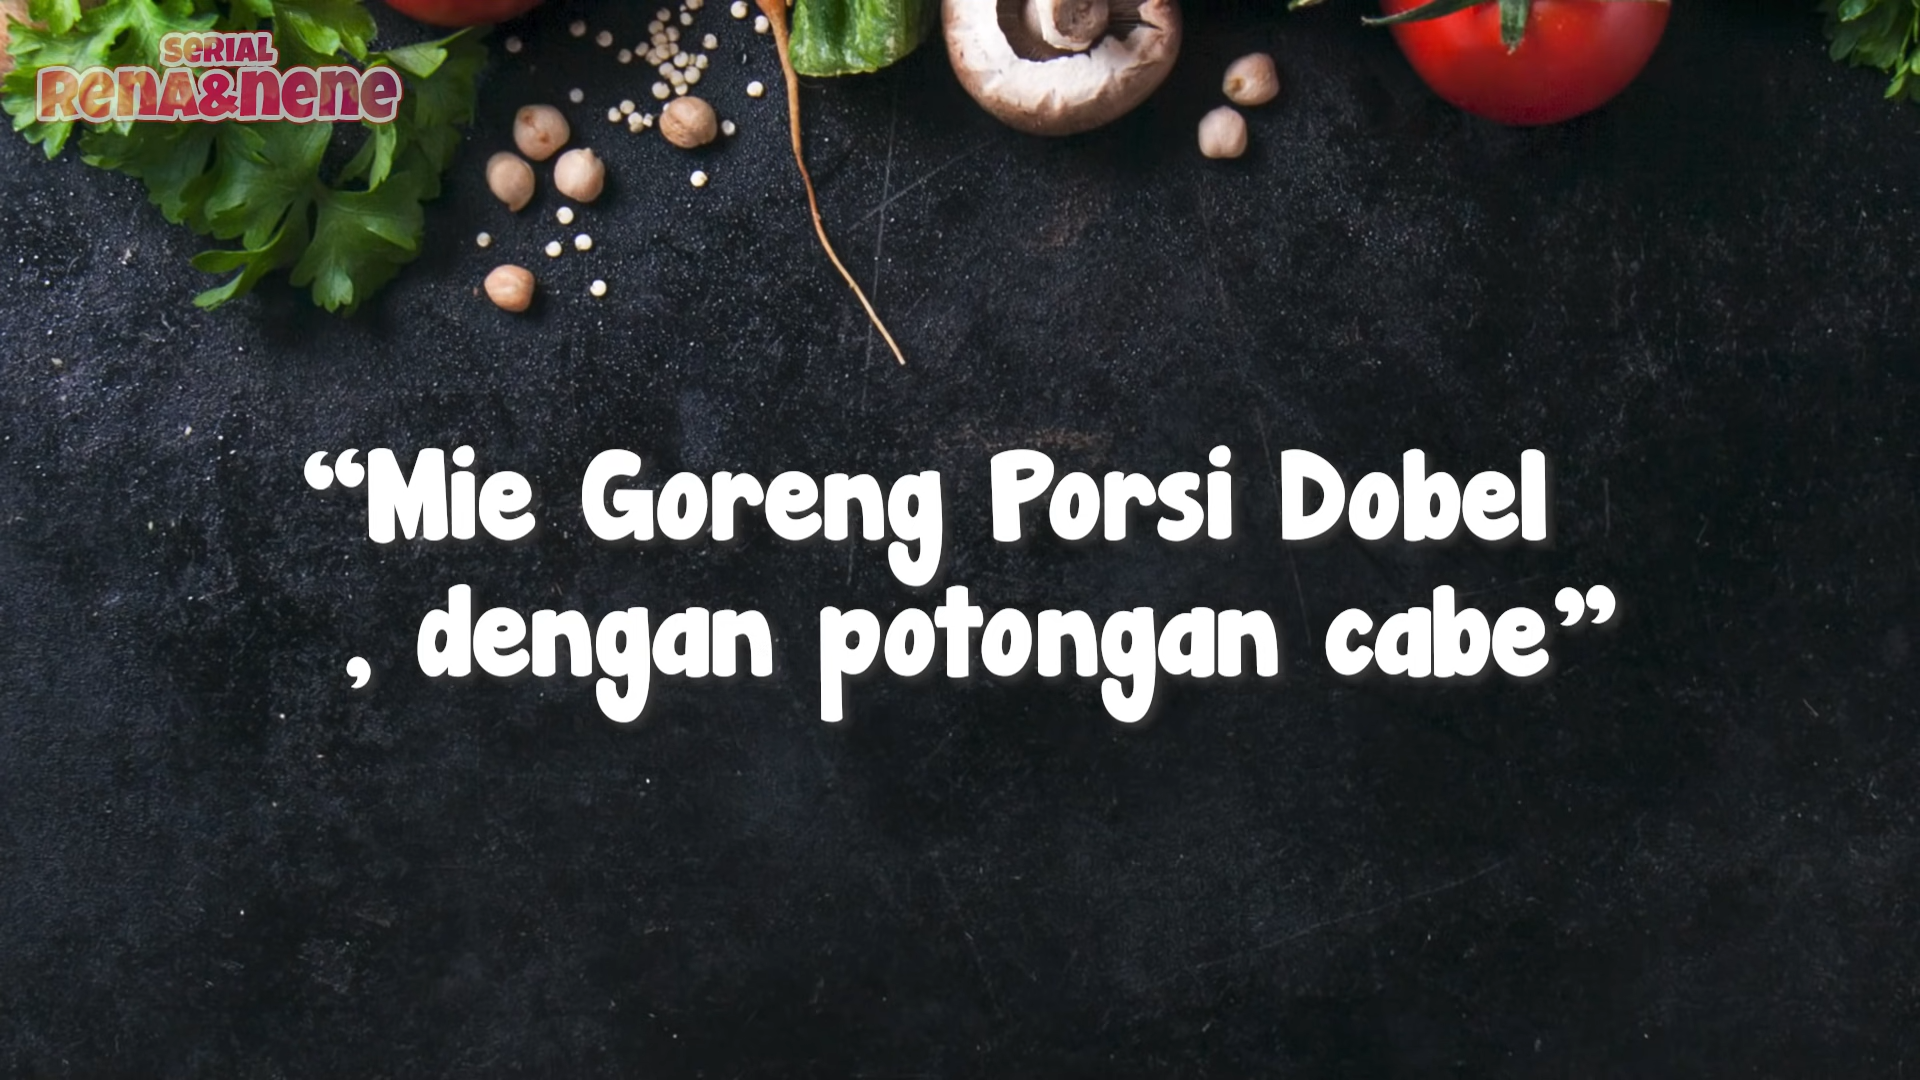 SERIAL
RENA&NENE
“Mie Goreng Porsi Dobel
, dengan potongan cabe”